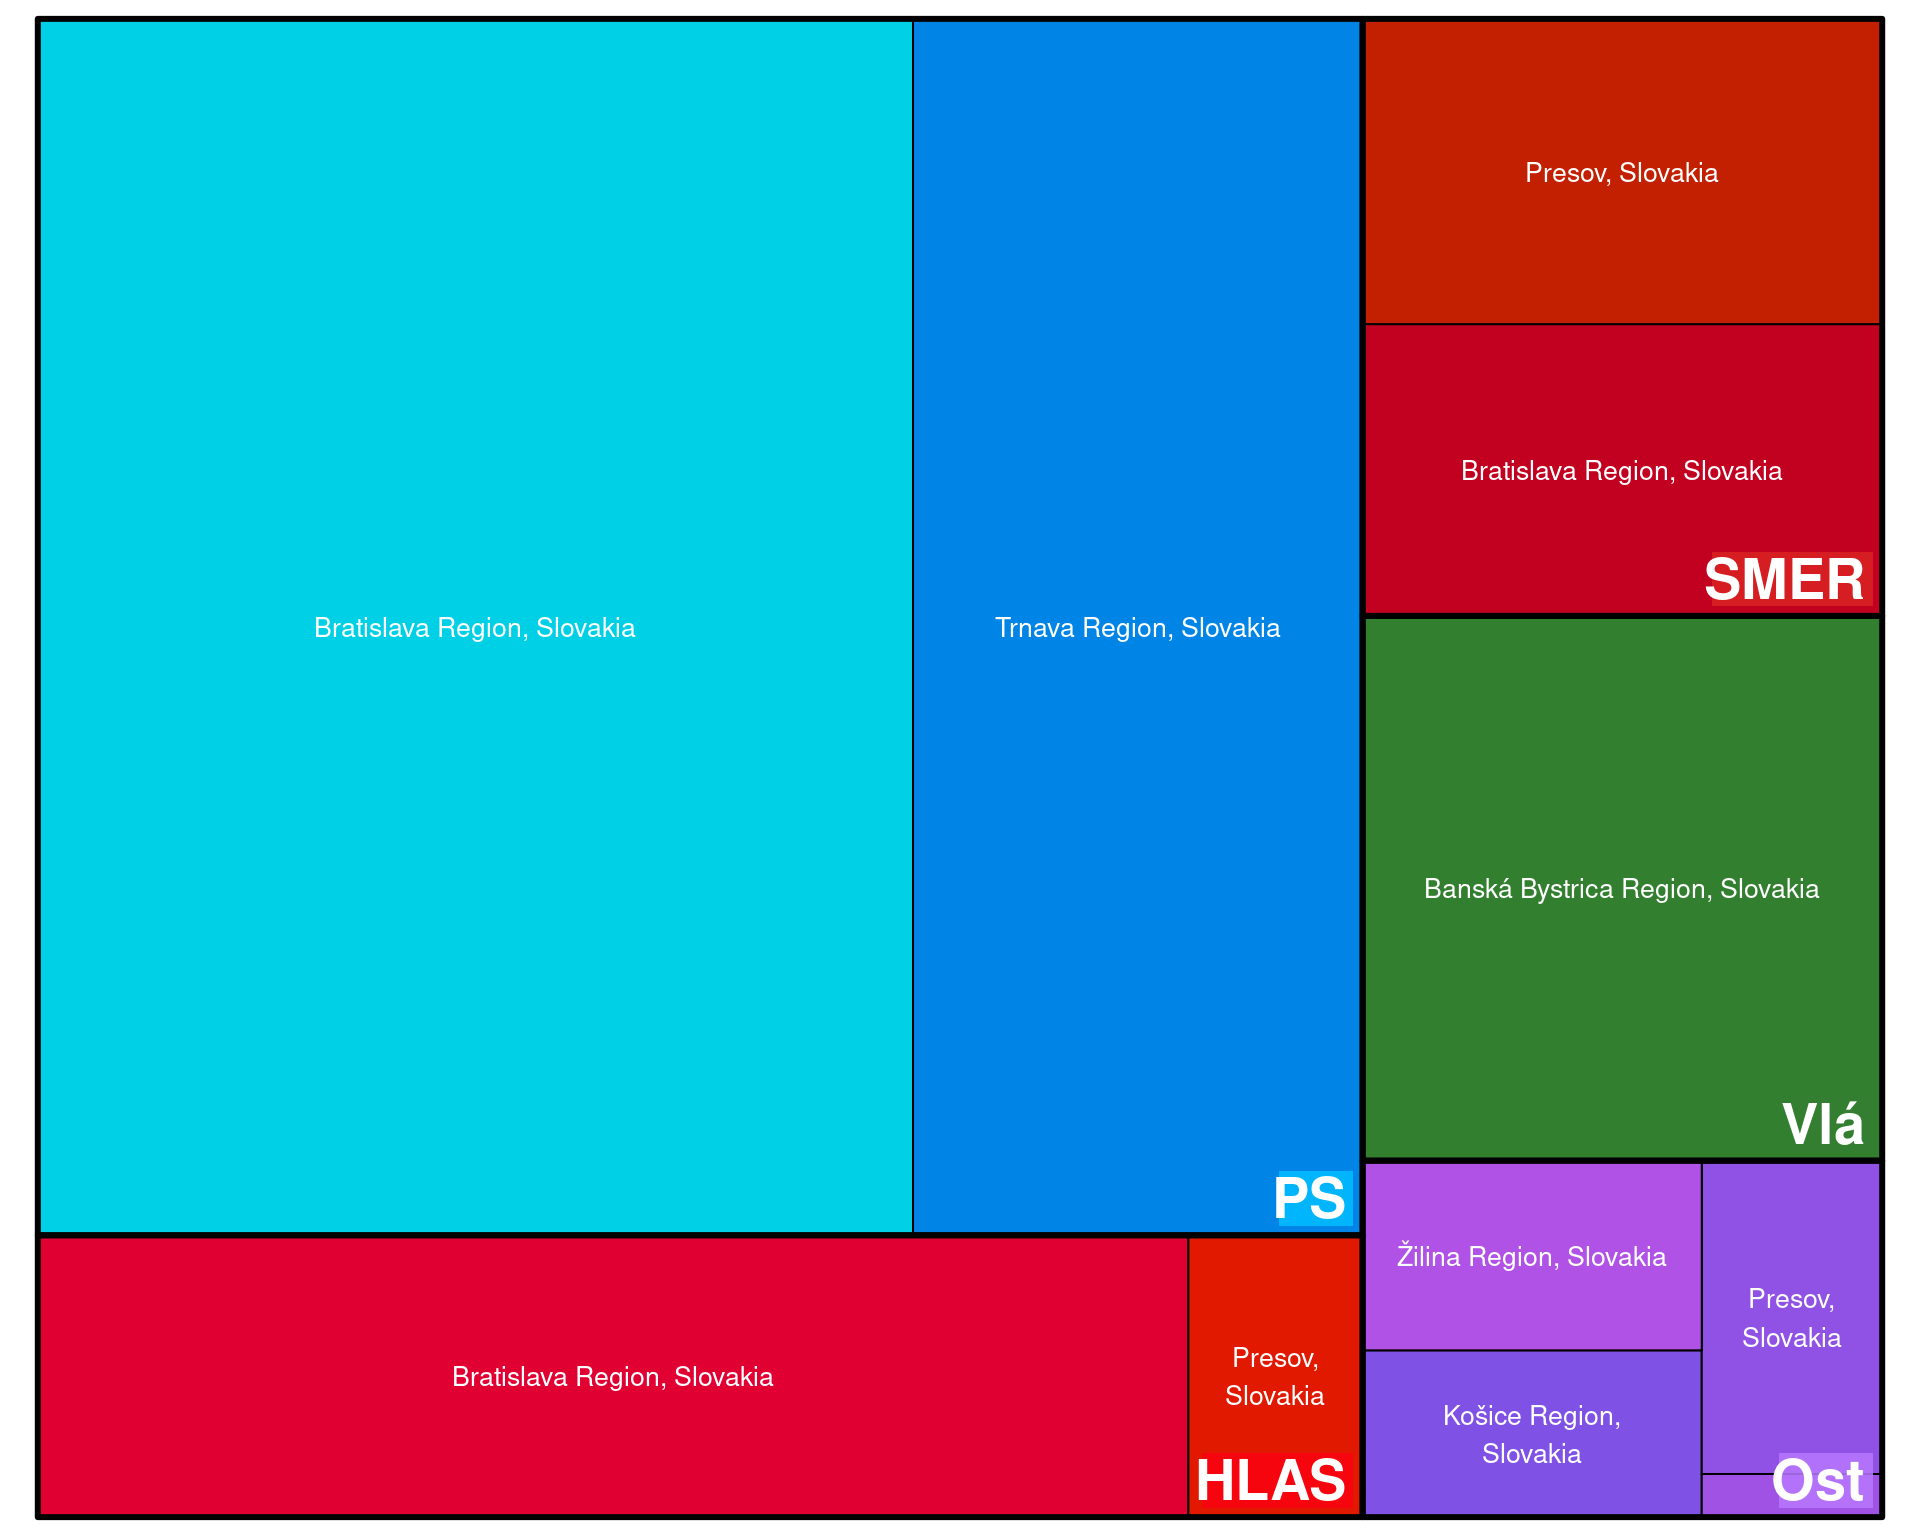 Bratislava Region, Slovakia
Trnava Region, Slovakia
PS
Bratislava Region, Slovakia
Presov,
Slovakia
HLAS
Presov, Slovakia
Bratislava Region, Slovakia
SMER
Banská Bystrica Region, Slovakia
Vlá
Žilina Region, Slovakia
Košice Region,
Slovakia
Presov,
Slovakia
Ost